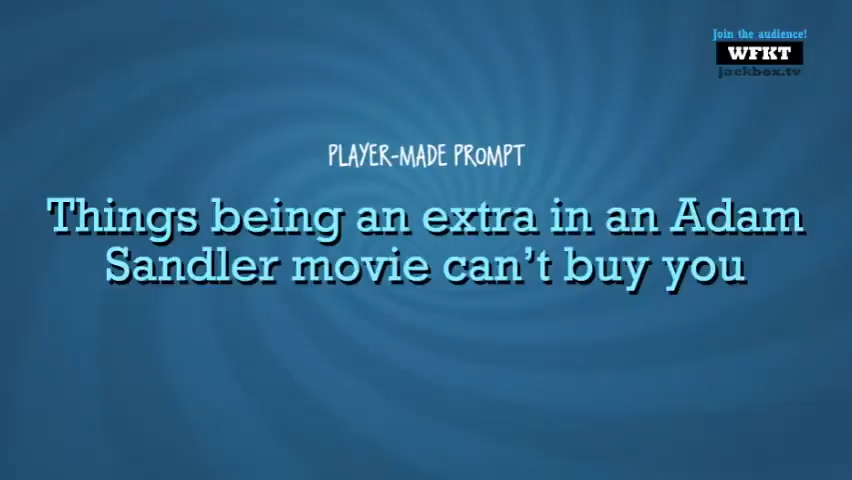 Join the audience!
WFKT
jackbox.tv
PLAYER-MADE PROMPT
Things being an extra in an Adam
Sandler movie can't buy you